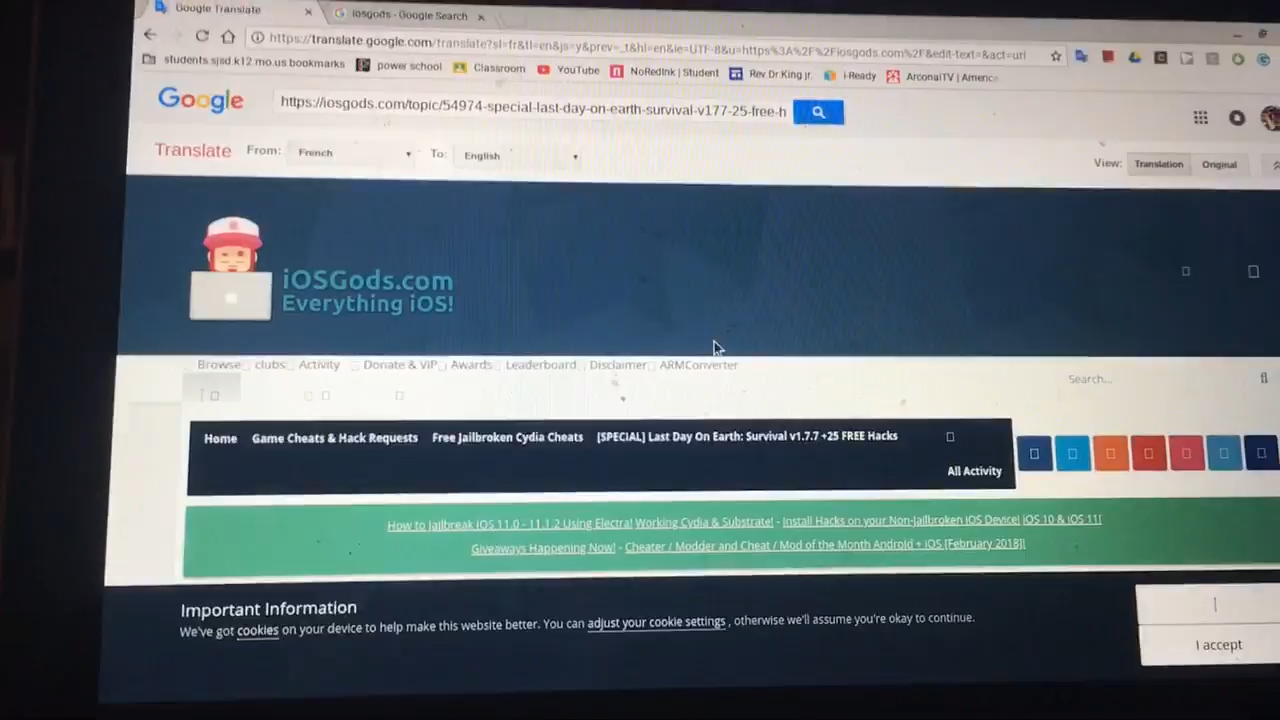 Google Translate
iosgods - Google Search
https://translate.google.com/translate?sl=fr&tl=en&js=y&prev=_t&hl=en&ie=UTF-8&u=https%3A%2F%2Fiosgods.com%2F&edit-text=&act=url
students.sjsd.k12.mo.us bookmarks
power school
Classroom
YouTube
NoRedInk | Student
Rev.Dr.King jr.
i-Ready
ArconaiTV | America
Google
https://iosgods.com/topic/54974-special-last-day-on-earth-survival-v177-25-free-h
Translate From: French To: English
View: Translation Original
iOSGods.com
Everything iOS!
Browse clubs Activity Donate & VIP Awards Leaderboard Disclaimer ARMConverter
Search...
Home Game Cheats & Hack Requests Free Jailbroken Cydia Cheats [SPECIAL] Last Day On Earth: Survival v1.7.7 +25 FREE Hacks
All Activity
How to Jailbreak iOS 11.0 - 11.1.2 Using Electra! Working Cydia & Substrate! - Install Hacks on your Non-Jailbroken iOS Device! iOS 10 & iOS 11!
Giveaways Happening Now! - Cheater / Modder and Cheat / Mod of the Month Android + iOS [February 2018]!
Important Information
We've got cookies on your device to help make this website better. You can adjust your cookie settings , otherwise we'll assume you're okay to continue.
I accept